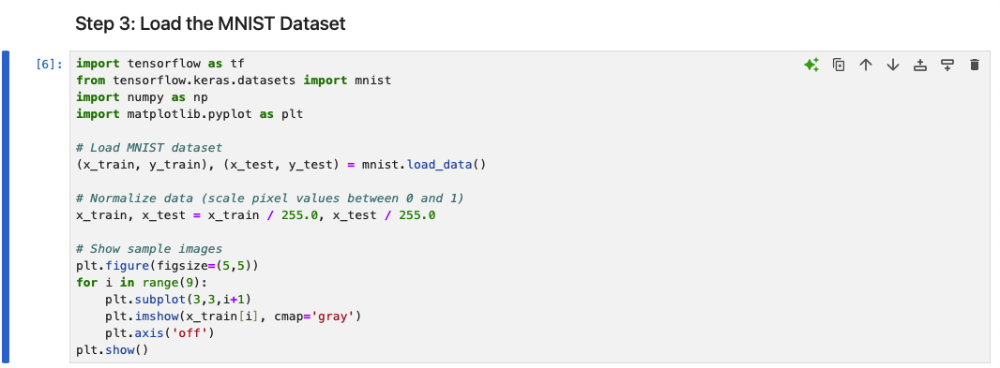 Step 3: Load the MNIST Dataset
[6]:
import tensorflow as tf
from tensorflow.keras.datasets import mnist
import numpy as np
import matplotlib.pyplot as plt

# Load MNIST dataset
(x_train, y_train), (x_test, y_test) = mnist.load_data()

# Normalize data (scale pixel values between 0 and 1)
x_train, x_test = x_train / 255.0, x_test / 255.0

# Show sample images
plt.figure(figsize=(5,5))
for i in range(9):
    plt.subplot(3,3,i+1)
    plt.imshow(x_train[i], cmap='gray')
    plt.axis('off')
plt.show()